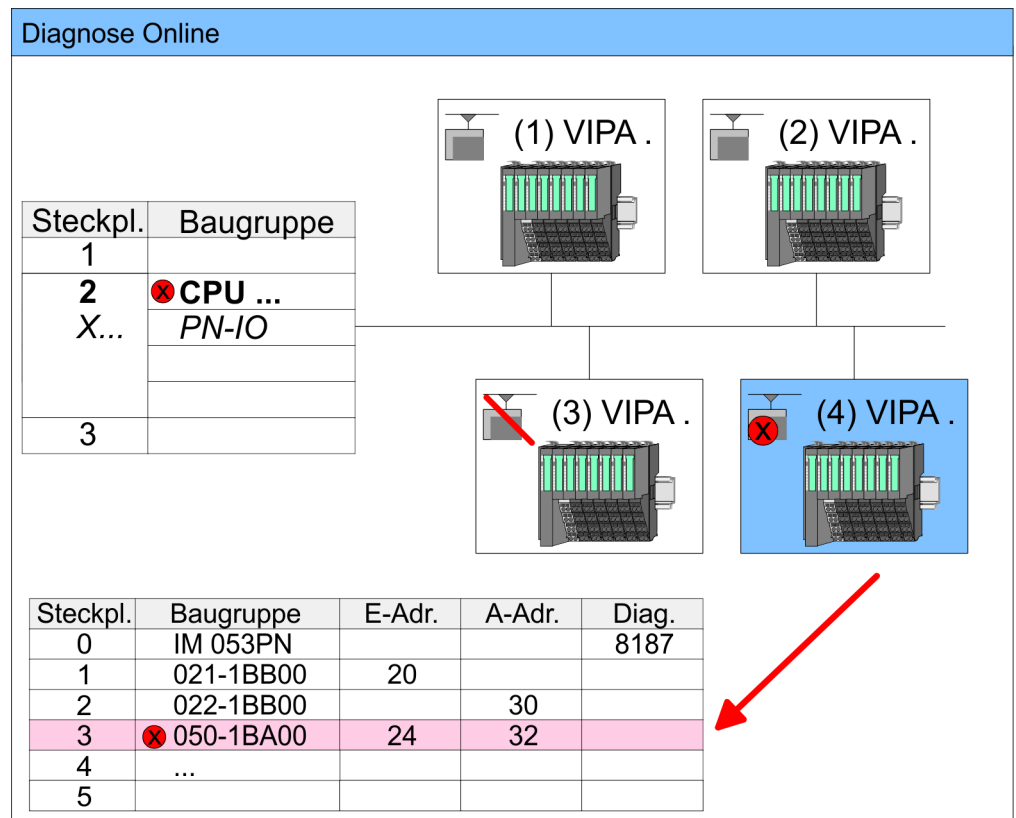 Diagnose Online
(1) VIPA .
(2) VIPA .
Steckpl. Baugruppe
1
2 X CPU ...
X... PN-IO
3
(3) VIPA .
X (4) VIPA .
Steckpl. Baugruppe E-Adr. A-Adr. Diag.
0 IM 053PN 8187
1 021-1BB00 20
2 022-1BB00 30
3 X 050-1BA00 24 32
4 ...
5